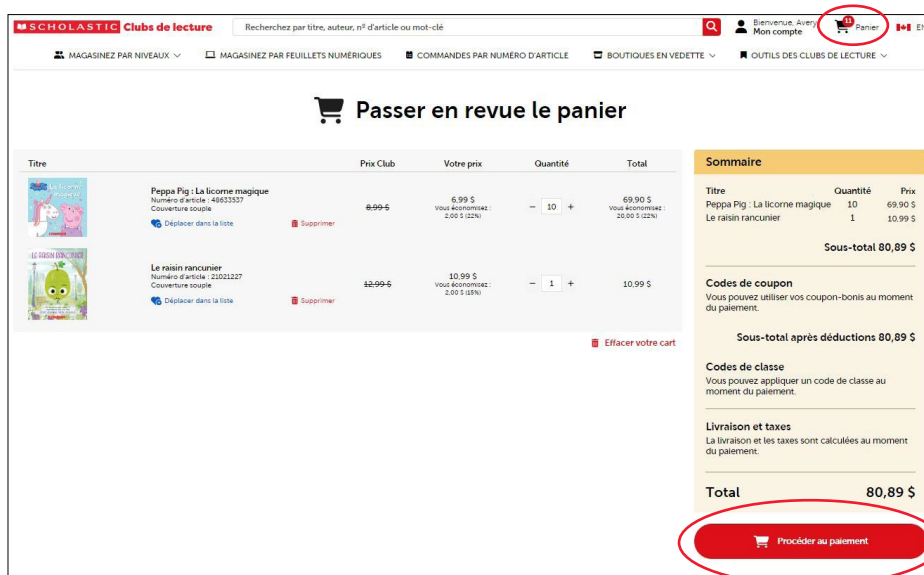 SCHOLASTIC Clubs de lecture
Recherchez par titre, auteur, nº d'article ou mot-clé
Bienvenue, Avery
Mon compte
11
Panier
EN
MAGASINEZ PAR NIVEAUX
MAGASINEZ PAR FEUILLETS NUMÉRIQUES
COMMANDES PAR NUMÉRO D'ARTICLE
BOUTIQUES EN VEDETTE
OUTILS DES CLUBS DE LECTURE
Passer en revue le panier
Titre Prix Club Votre prix Quantité Total
Peppa Pig : La licorne magique
Numéro d'article : 48633537
Couverture souple
Déplacer dans la liste
Supprimer
8,99 $
6,99 $
Vous économisez :
2,00 $ (22%)
− 10 +
69,90 $
Vous économisez :
20,00 $ (22%)
LE RAISIN RANCUNIER
Le raisin rancunier
Numéro d'article : 21021227
Couverture souple
Déplacer dans la liste
Supprimer
12,99 $
10,99 $
Vous économisez :
2,00 $ (15%)
− 1 +
10,99 $
Effacer votre cart
Sommaire
Titre Quantité Prix
Peppa Pig : La licorne magique 10 69,90 $
Le raisin rancunier 1 10,99 $
Sous-total 80,89 $
Codes de coupon
Vous pouvez utiliser vos coupon-bonis au moment
du paiement.
Sous-total après déductions 80,89 $
Codes de classe
Vous pouvez appliquer un code de classe au
moment du paiement.
Livraison et taxes
La livraison et les taxes sont calculées au moment
du paiement.
Total 80,89 $
Procéder au paiement